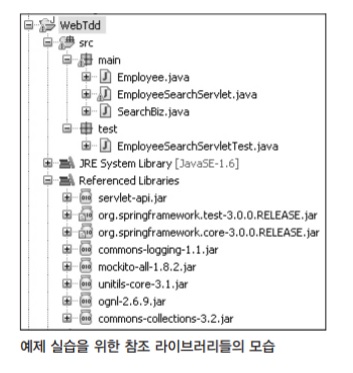 WebTdd
src
main
Employee.java
EmployeeSearchServlet.java
SearchBiz.java
test
EmployeeSearchServletTest.java
JRE System Library [JavaSE-1.6]
Referenced Libraries
servlet-api.jar
org.springframework.test-3.0.0.RELEASE.jar
org.springframework.core-3.0.0.RELEASE.jar
commons-logging-1.1.jar
mockito-all-1.8.2.jar
unitils-core-3.1.jar
ognl-2.6.9.jar
commons-collections-3.2.jar
예제 실습을 위한 참조 라이브러리들의 모습